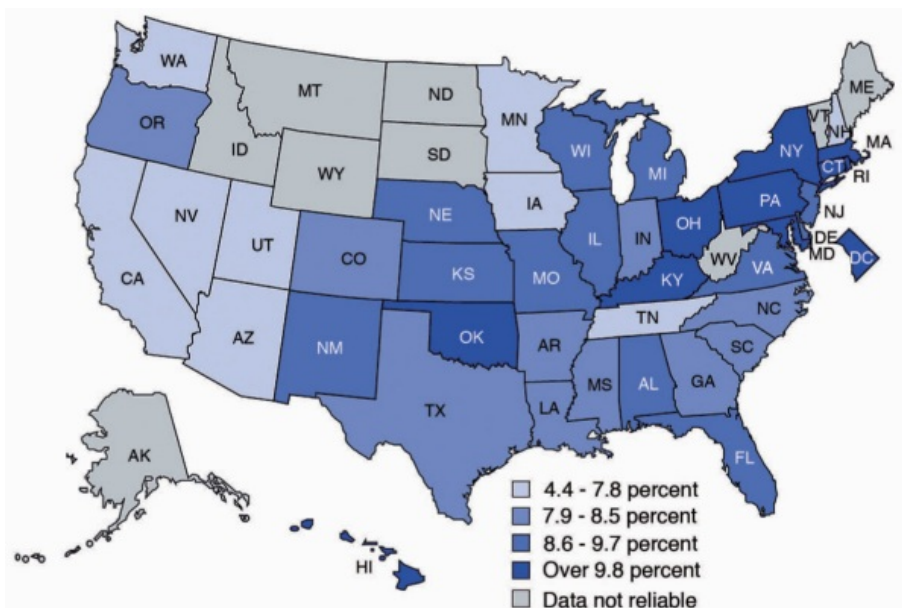 WA
MT
ND
MN
ME
VT
NH
OR
ID
SD
WI
MI
NY
MA
CT
RI
WY
NE
IA
PA
NJ
NV
UT
CO
KS
MO
IL
IN
OH
WV
VA
DE
MD
DC
CA
KY
NC
AZ
NM
OK
AR
TN
SC
TX
LA
MS
AL
GA
FL
AK
HI
4.4 - 7.8 percent
7.9 - 8.5 percent
8.6 - 9.7 percent
Over 9.8 percent
Data not reliable